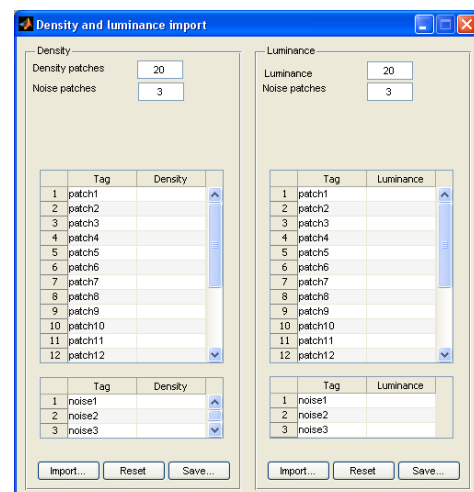 Density and luminance import
Density
Density patches 20
Noise patches 3
Tag Density
1 patch1
2 patch2
3 patch3
4 patch4
5 patch5
6 patch6
7 patch7
8 patch8
9 patch9
10 patch10
11 patch11
12 patch12
Tag Density
1 noise1
2 noise2
3 noise3
Import... Reset Save...
Luminance
Luminance 20
Noise patches 3
Tag Luminance
1 patch1
2 patch2
3 patch3
4 patch4
5 patch5
6 patch6
7 patch7
8 patch8
9 patch9
10 patch10
11 patch11
12 patch12
Tag Luminance
1 noise1
2 noise2
3 noise3
Import... Reset Save...